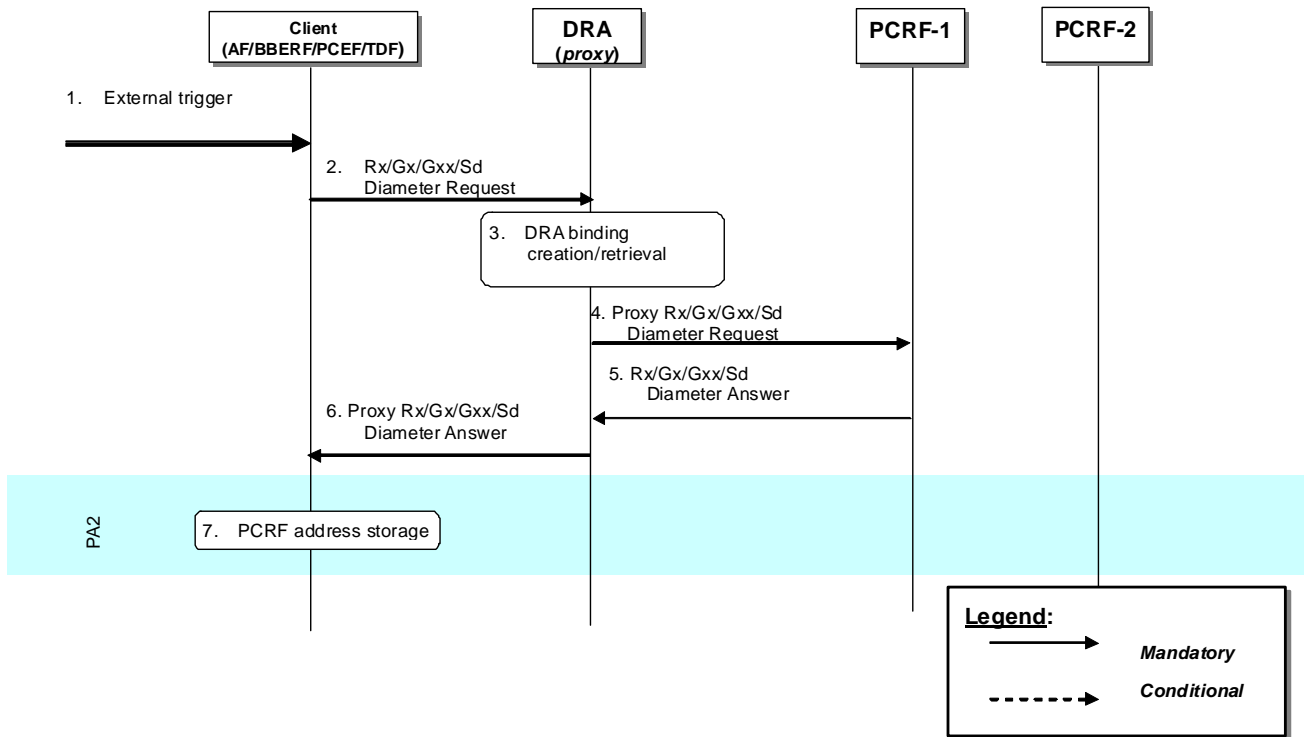 Client
(AF/BBERF/PCEF/TDF)
DRA
(proxy)
PCRF-1
PCRF-2
1. External trigger
2. Rx/Gx/Gxx/Sd
Diameter Request
3. DRA binding
creation/retrieval
4. Proxy Rx/Gx/Gxx/Sd
Diameter Request
5. Rx/Gx/Gxx/Sd
Diameter Answer
6. Proxy Rx/Gx/Gxx/Sd
Diameter Answer
PA2
7. PCRF address storage
Legend:
Mandatory
Conditional